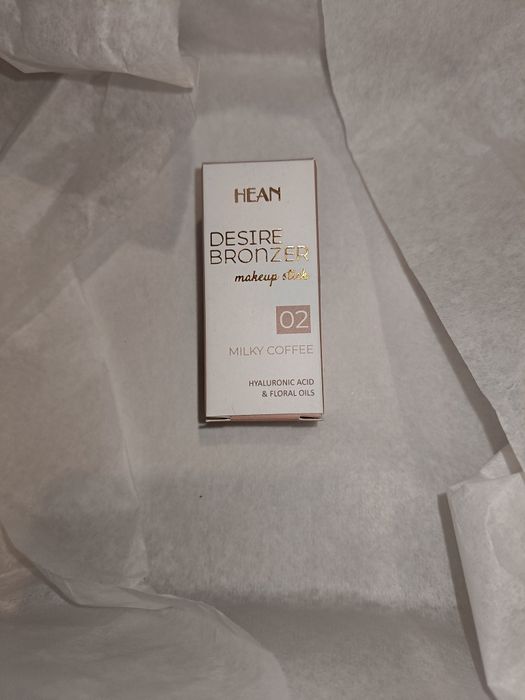 HEAN
DESIRE
BRONZER
makeup stick
02
MILKY COFFEE
HYALURONIC ACID
& FLORAL OILS